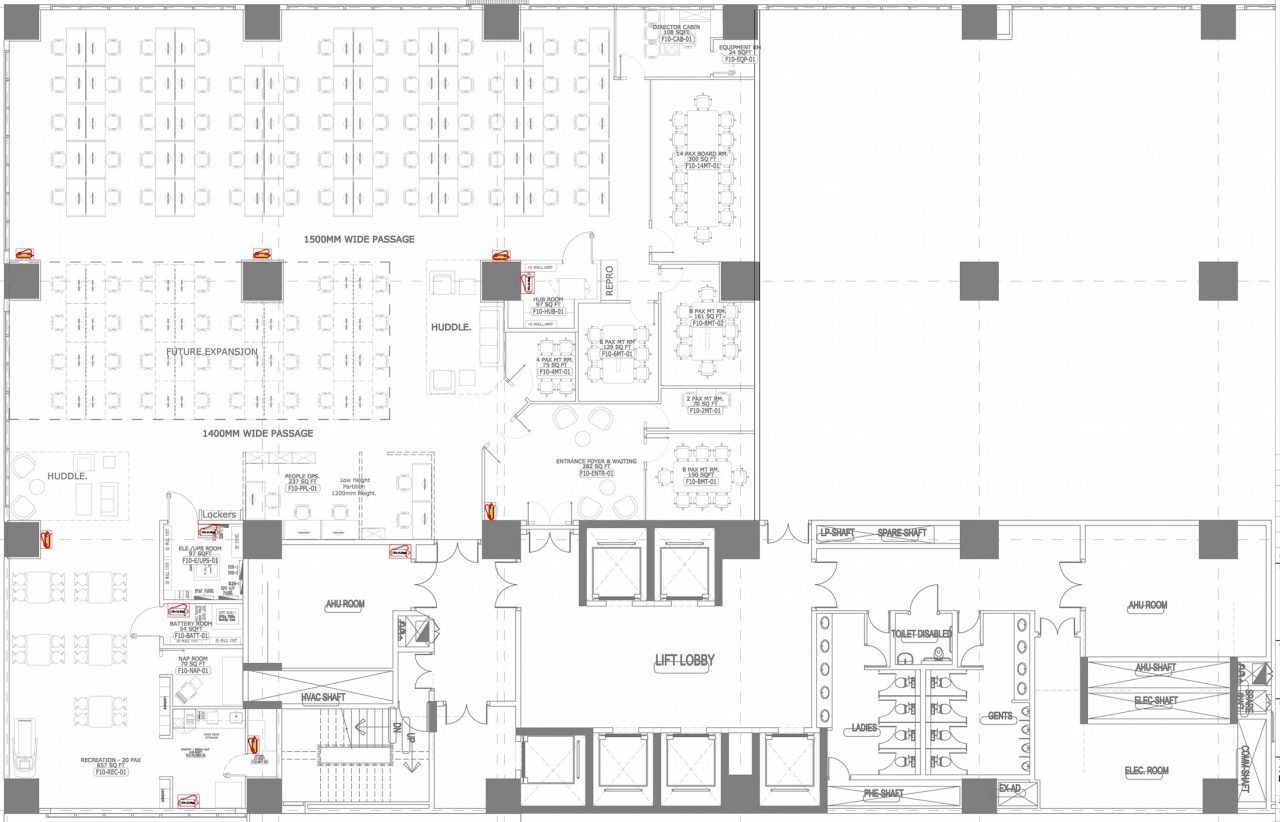 DIRECTOR CABIN
108 SQFT
F10-CAB-01
EQUIPMENT RM
24 SQFT
F10-EQP-01
14 PAX BOARD RM.
300 SQ FT
F10-14MT-01
1500MM WIDE PASSAGE
HI WALL UNIT
HUB ROOM
97 SQ FT
F10-HUB-01
HI WALL UNIT
REPRO
HUDDLE.
8 PAX MT RM.
161 SQ FT
F10-8MT-02
6 PAX MT RM
129 SQ FT
F10-6MT-01
FUTURE EXPANSION
4 PAX MT RM.
75 SQ FT
F10-4MT-01
2 PAX MT RM.
70 SQ FT
F10-2MT-01
1400MM WIDE PASSAGE
ENTRANCE FOYER & WAITING
282 SQ FT
F10-ENTR-01
8 PAX MT RM.
150 SQFT
F10-8MT-01
HUDDLE.
PEOPLE OPS.
237 SQ FT
F10-PPL-01
Low Height
Partition
1200mm Height.
Lockers
ELE./UPS ROOM
97 SQFT
F10-E/UPS-01
BATTERY ROOM
54 SQFT
F10-BATT-01
NAP ROOM
70 SQ FT
F10-NAP-01
RECREATION - 20 PAX
657 SQ FT
F10-REC-01
AHU ROOM
HVAC SHAFT
DN
UP
LIFT LOBBY
LP-SHAFT
SPARE-SHAFT
TOILET DISABLED
LADIES
GENTS
PHE-SHAFT
EX-AD
AHU ROOM
AHU-SHAFT
ELEC-SHAFT
ELEC. ROOM
SPARE
SHAFT
COMN-SHAFT